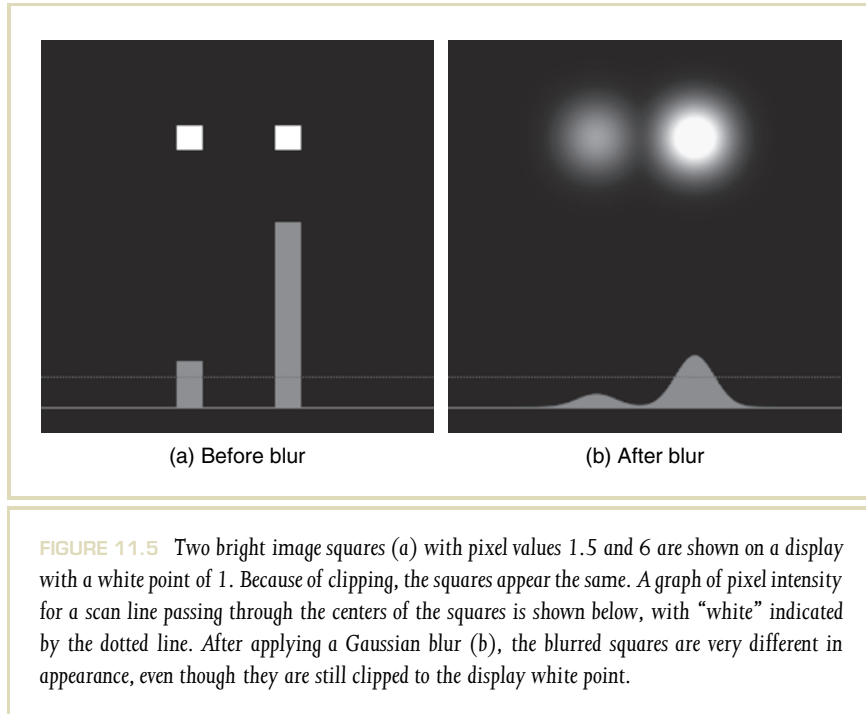 (a) Before blur
(b) After blur
FIGURE 11.5 Two bright image squares (a) with pixel values 1.5 and 6 are shown on a display
with a white point of 1. Because of clipping, the squares appear the same. A graph of pixel intensity
for a scan line passing through the centers of the squares is shown below, with “white” indicated
by the dotted line. After applying a Gaussian blur (b), the blurred squares are very different in
appearance, even though they are still clipped to the display white point.